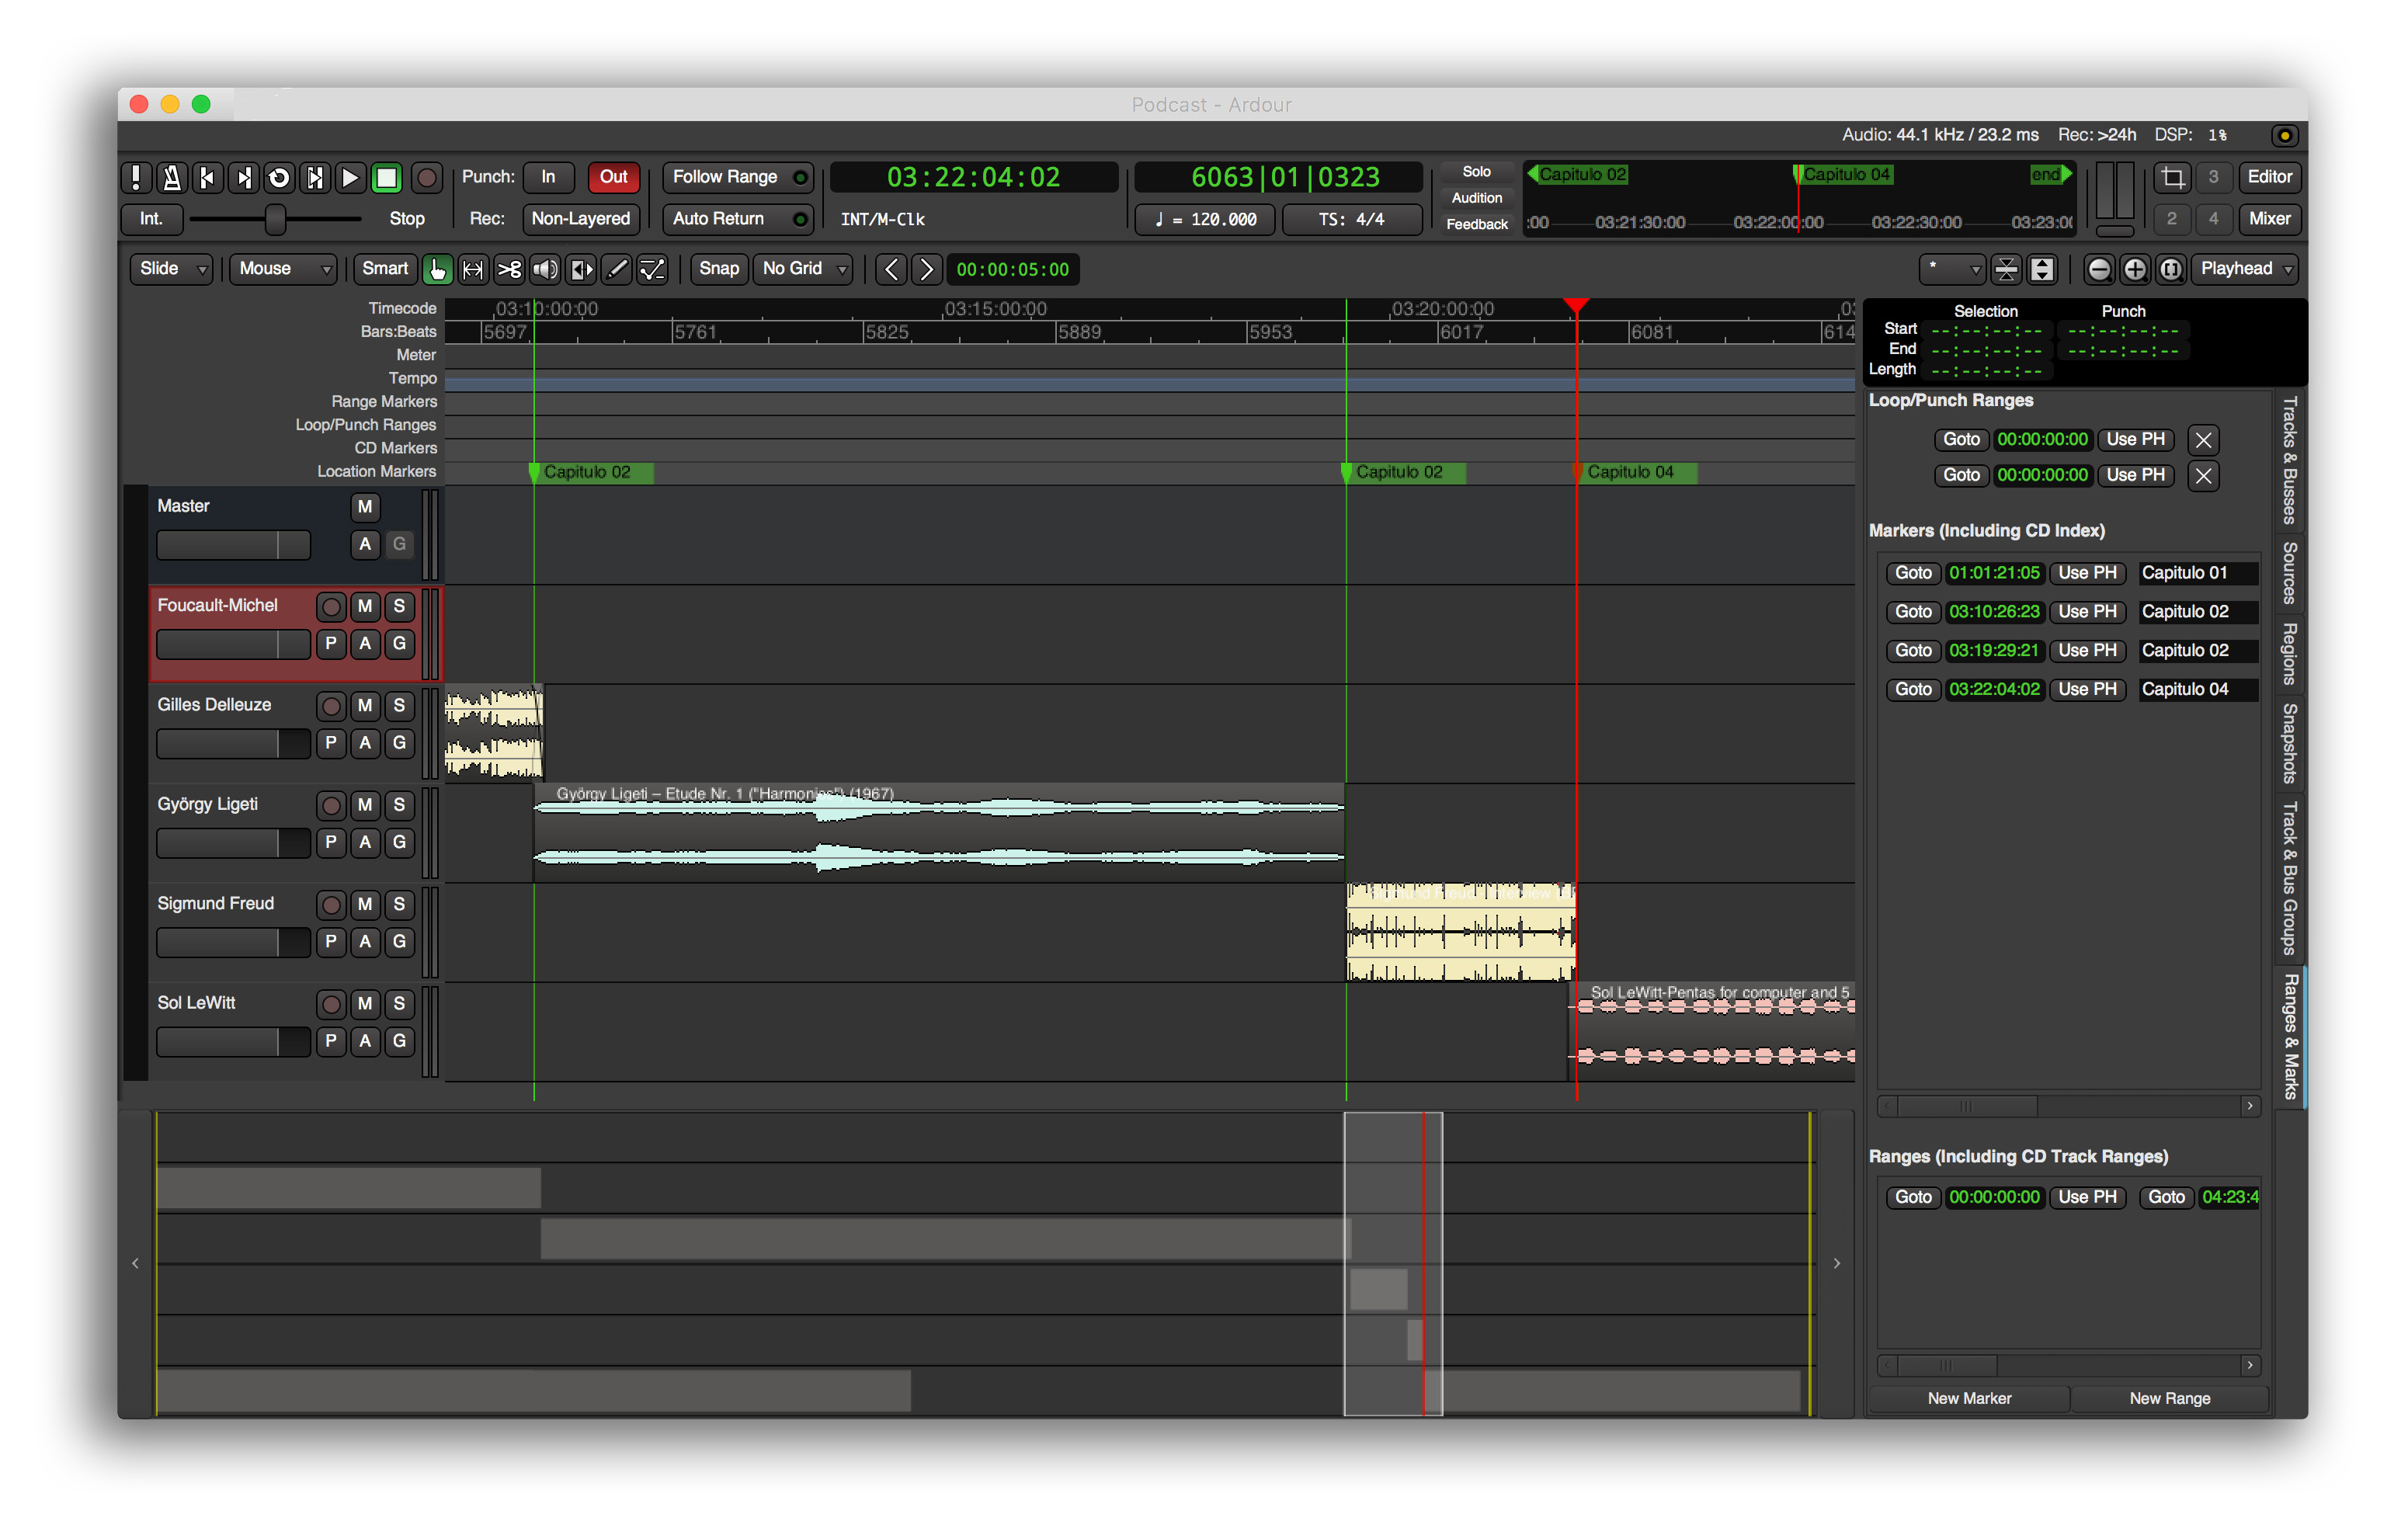 Podcast - Ardour
Audio: 44.1 kHz / 23.2 ms Rec: >24h DSP: 1%
Punch: In Out Follow Range 03:22:04:02 6063|01|0323 Solo Capitulo 02 Capitulo 04 end 3 Editor
Audition
Int. Stop Rec: Non-Layered Auto Return INT/M-Clk ♩ = 120.000 TS: 4/4 Feedback :00 03:21:30:00 03:22:00:00 03:22:30:00 03:23:0 2 4 Mixer
Slide Mouse Smart Snap No Grid 00:00:05:00 * Playhead
Timecode 03:10:00:00 03:15:00:00 03:20:00:00
Bars:Beats 5697 5761 5825 5889 5953 6017 6081 614
Meter
Tempo
Range Markers
Loop/Punch Ranges
CD Markers
Location Markers Capitulo 02 Capitulo 02 Capitulo 04
Master M
A G
Foucault-Michel M S
P A G
Gilles Delleuze M S
P A G
György Ligeti M S
P A G
György Ligeti – Etude Nr. 1 ("Harmonies") (1967)
Sigmund Freud M S
P A G
Sigmund Freud - Interview
Sol LeWitt M S
P A G
Sol LeWitt-Pentas for computer and 5
Selection Punch
Start --:--:--:-- --:--:--:--
End --:--:--:-- --:--:--:--
Length --:--:--:--
Loop/Punch Ranges
Goto 00:00:00:00 Use PH
Goto 00:00:00:00 Use PH
Markers (Including CD Index)
Goto 01:01:21:05 Use PH Capitulo 01
Goto 03:10:26:23 Use PH Capitulo 02
Goto 03:19:29:21 Use PH Capitulo 02
Goto 03:22:04:02 Use PH Capitulo 04
Ranges (Including CD Track Ranges)
Goto 00:00:00:00 Use PH Goto 04:23:4
New Marker New Range
Tracks & Busses
Sources
Regions
Snapshots
Track & Bus Groups
Ranges & Marks